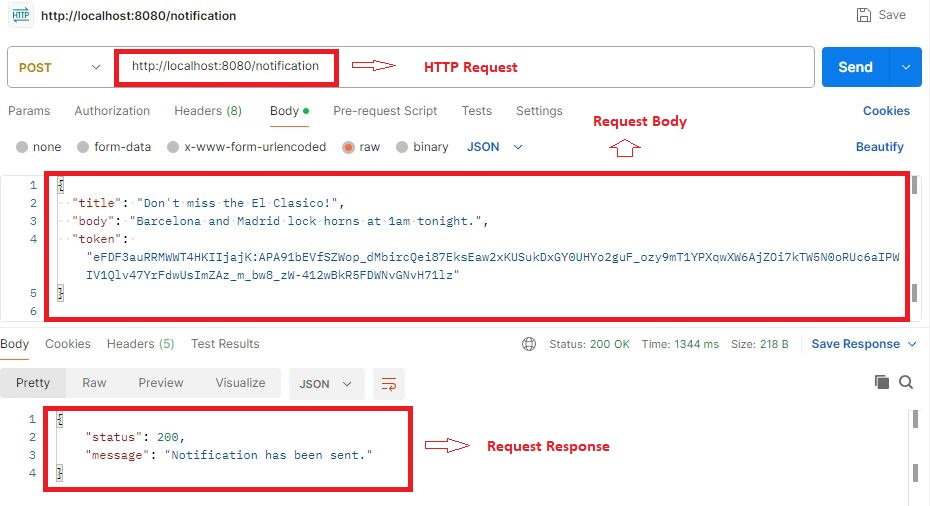 HTTP http://localhost:8080/notification Save
POST http://localhost:8080/notification HTTP Request Send
Params Authorization Headers (8) Body Pre-request Script Tests Settings Cookies
Request Body
none form-data x-www-form-urlencoded raw binary JSON Beautify
1 {
2 "title": "Don't miss the El Clasico!",
3 "body": "Barcelona and Madrid lock horns at 1am tonight.",
4 "token":
"eFDF3auRRMWWT4HKIIjajK:APA91bEVfSZWop_dMbircQei87EksEaw2xKUSukDxGY0UHYo2guF_ozy9mT1YPXqwXW6AjZOi7kTW5N0oRUc6aIPW
IV1Qlv47YrFdwUsImZAz_m_bw8_zW-412wBkR5FDWNvGNvH71lz"
5 }
6
Body Cookies Headers (5) Test Results Status: 200 OK Time: 1344 ms Size: 218 B Save Response
Pretty Raw Preview Visualize JSON
1 {
2 "status": 200,
3 "message": "Notification has been sent."
4 }
Request Response